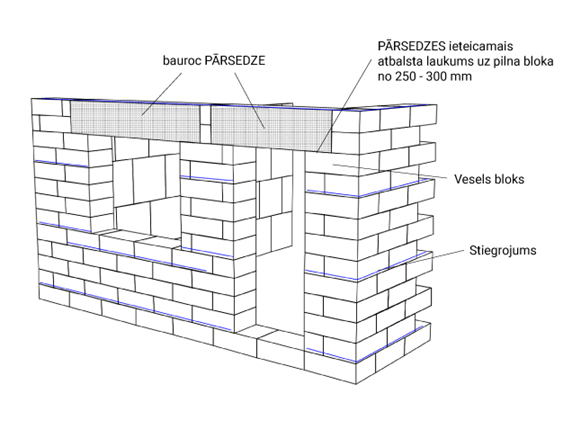 bauroc PĀRSEDZE
PĀRSEDZES ieteicamais
atbalsta laukums uz pilna bloka
no 250 - 300 mm
Vesels bloks
Stiegrojums